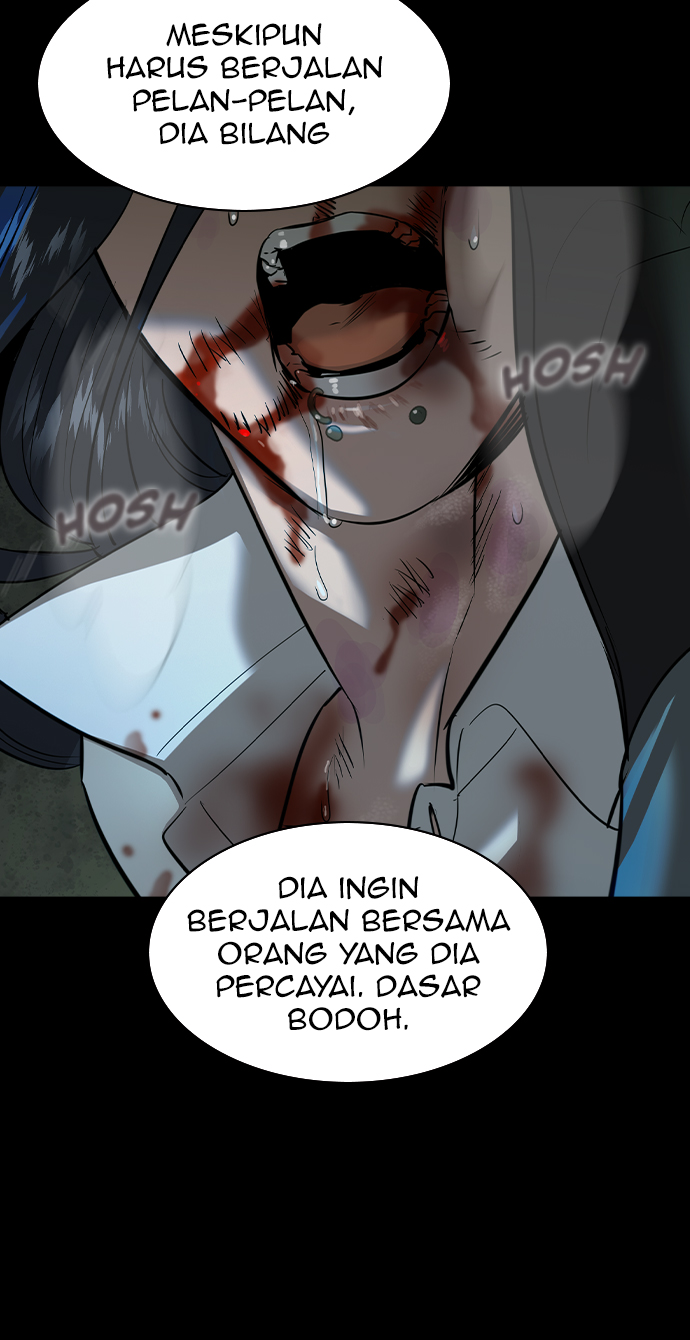 MESKIPUN
HARUS BERJALAN
PELAN-PELAN,
DIA BILANG
HOSH
HOSH
DIA INGIN
BERJALAN BERSAMA
ORANG YANG DIA
PERCAYAI. DASAR
BODOH.